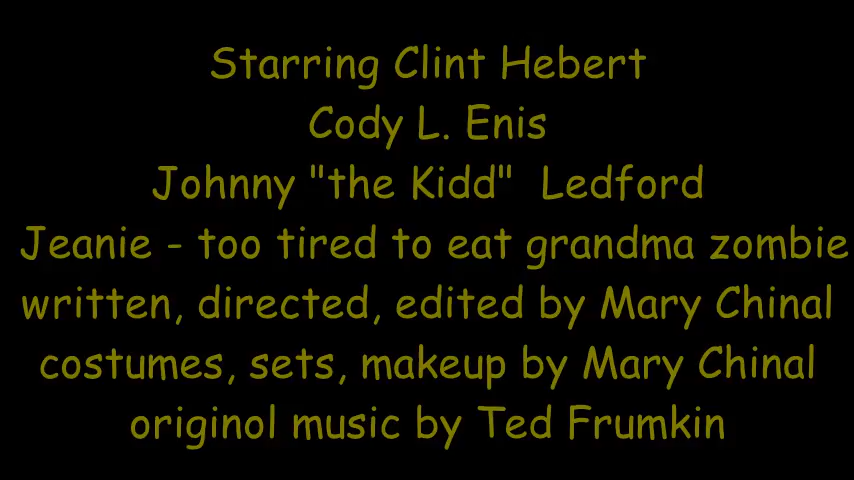 Starring Clint Hebert
Cody L. Enis
Johnny "the Kidd" Ledford
Jeanie - too tired to eat grandma zombie
written, directed, edited by Mary Chinal
costumes, sets, makeup by Mary Chinal
originol music by Ted Frumkin